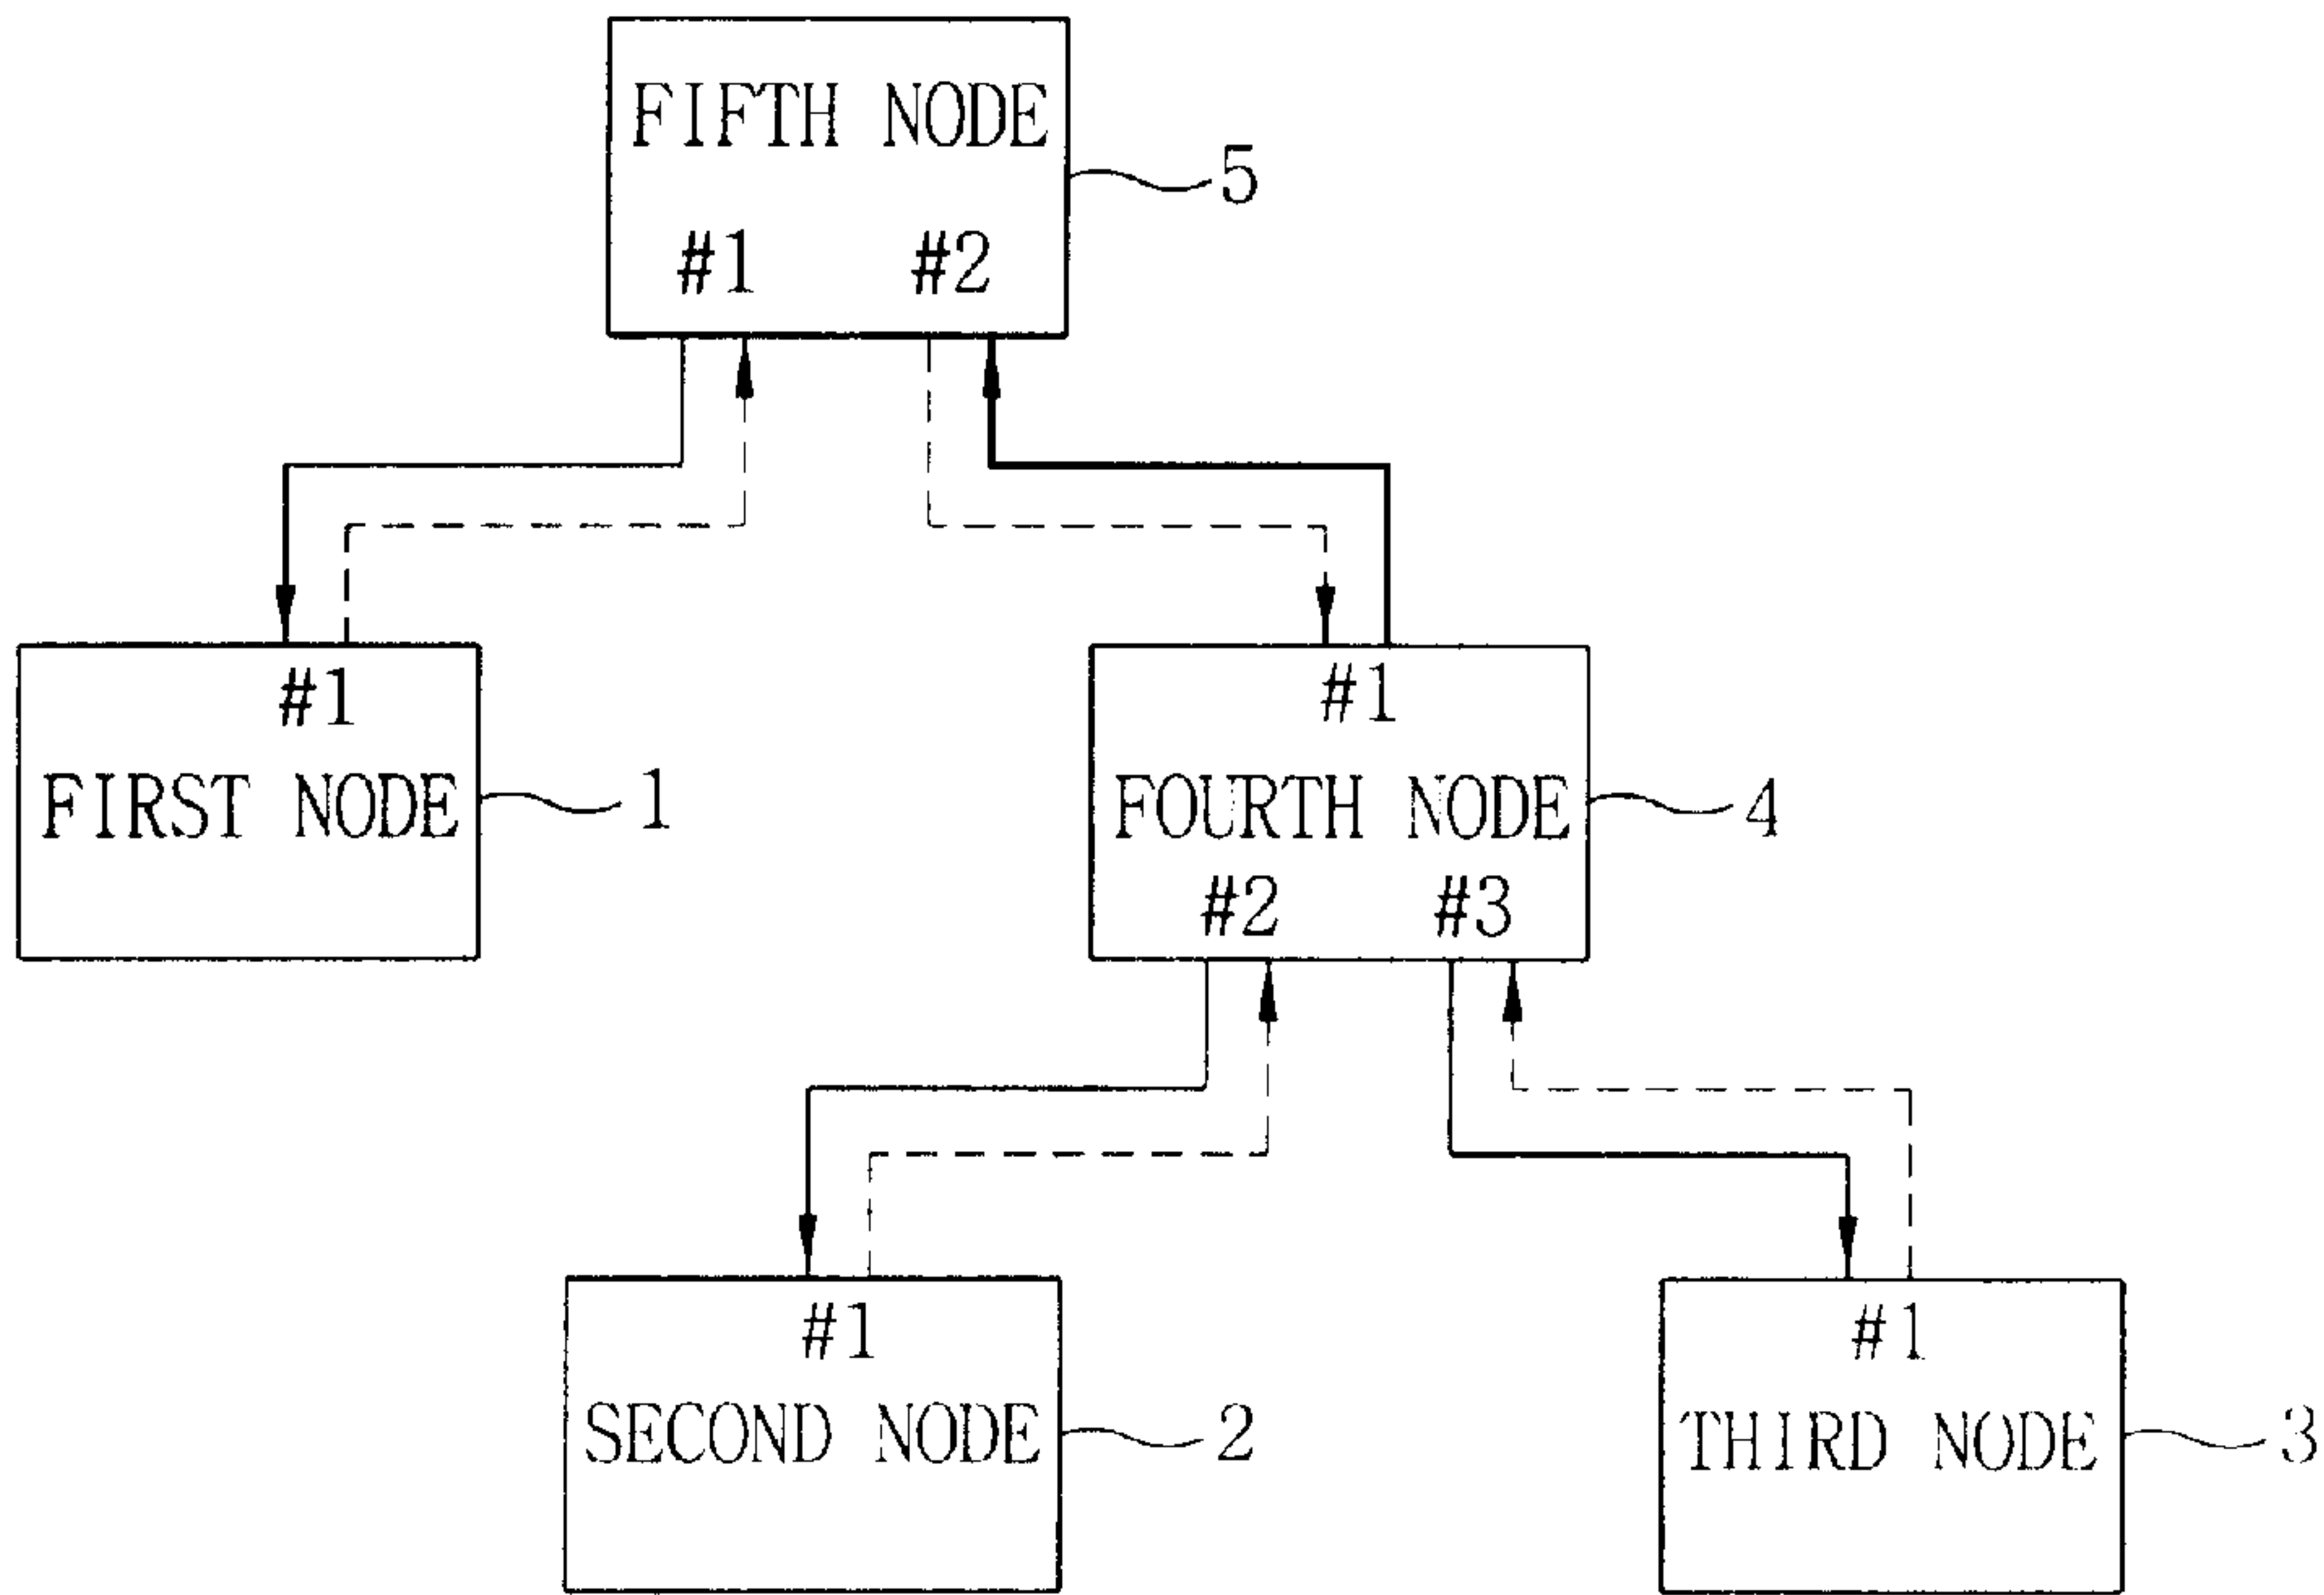 FIFTH NODE
5
#1 #2
#1
FIRST NODE
1
#1
FOURTH NODE
4
#2 #3
#1
SECOND NODE
2
#1
THIRD NODE
3